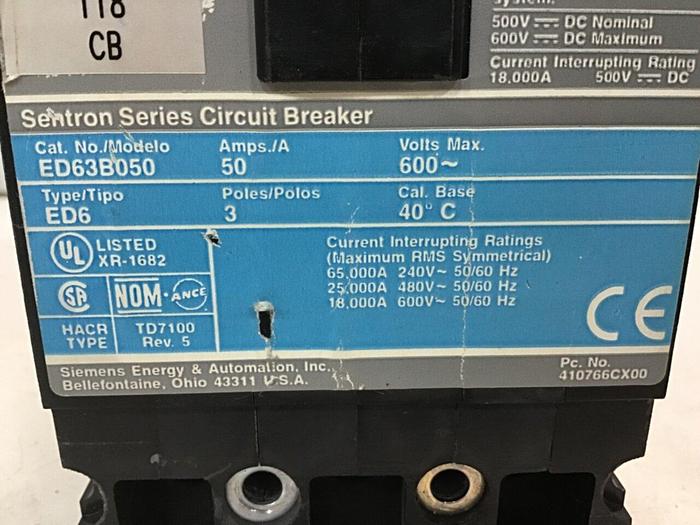 118
CB
system.
500V ⎓ DC Nominal
600V ⎓ DC Maximum
Current Interrupting Rating
18,000A 500V ⎓ DC
Sentron Series Circuit Breaker
Cat. No./Modelo Amps./A Volts Max.
ED63B050 50 600~
Type/Tipo Poles/Polos Cal. Base
ED6 3 40° C
UL LISTED
XR-1682
SA NOM-ANCE
HACR TD7100
TYPE Rev. 5
Current Interrupting Ratings
(Maximum RMS Symmetrical)
65,000A 240V~ 50/60 Hz
25,000A 480V~ 50/60 Hz
18,000A 600V~ 50/60 Hz
CE
Siemens Energy & Automation, Inc.,
Bellefontaine, Ohio 43311 U.S.A.
Pc. No.
410766CX00